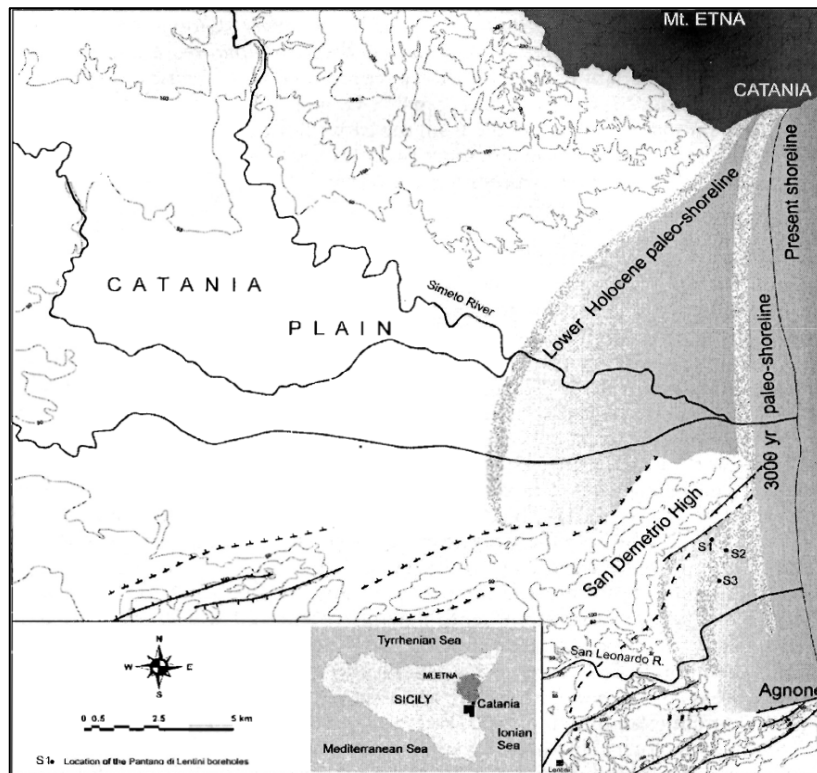 Mt. ETNA
CATANIA
Lower Holocene paleo-shoreline
Present shoreline
3000 yr paleo-shoreline
CATANIA
PLAIN
Simeto River
San Demetrio High
S1
S2
S3
San Leonardo R.
Agnone
Lentini
N
W
E
S
0 0.5 2.5 5 km
S1• Location of the Pantano di Lentini boreholes
Tyrrhenian Sea
Mt. ETNA
SICILY
Catania
Ionian
Sea
Mediterranean Sea